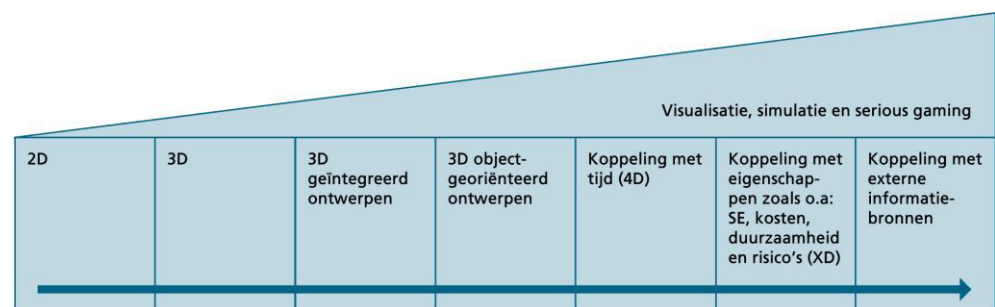 Visualisatie, simulatie en serious gaming
2D
3D
3D
geïntegreerd
ontwerpen
3D object-
georiënteerd
ontwerpen
Koppeling met
tijd (4D)
Koppeling met
eigenschap-
pen zoals o.a:
SE, kosten,
duurzaamheid
en risico's (XD)
Koppeling met
externe
informatie-
bronnen